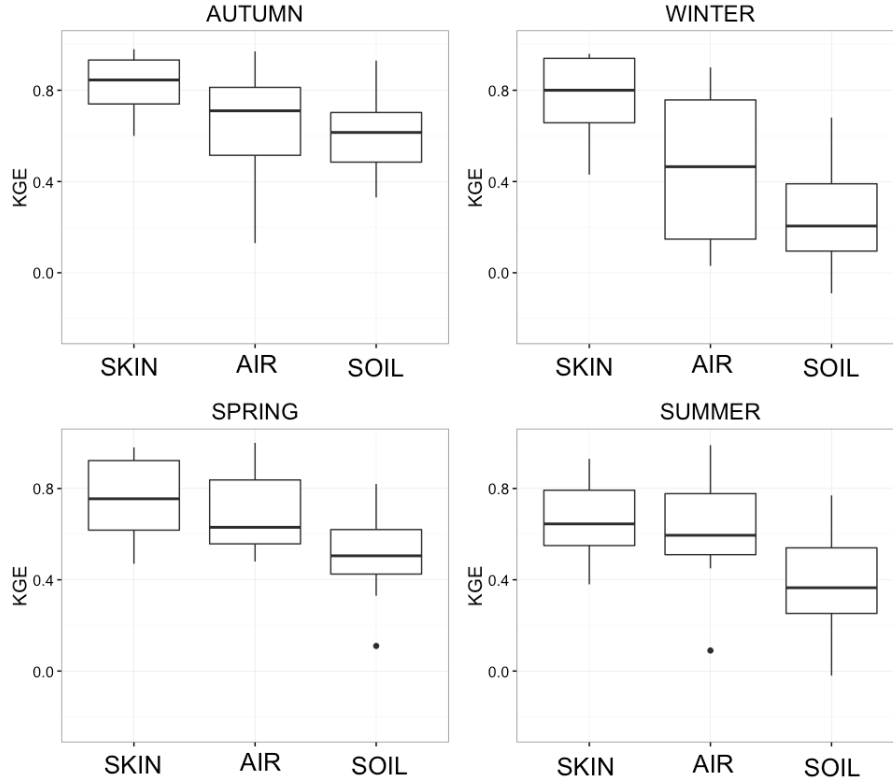 AUTUMN
KGE
0.8
0.4
0.0
SKIN AIR SOIL
WINTER
KGE
0.8
0.4
0.0
SKIN AIR SOIL
SPRING
KGE
0.8
0.4
0.0
SKIN AIR SOIL
SUMMER
KGE
0.8
0.4
0.0
SKIN AIR SOIL